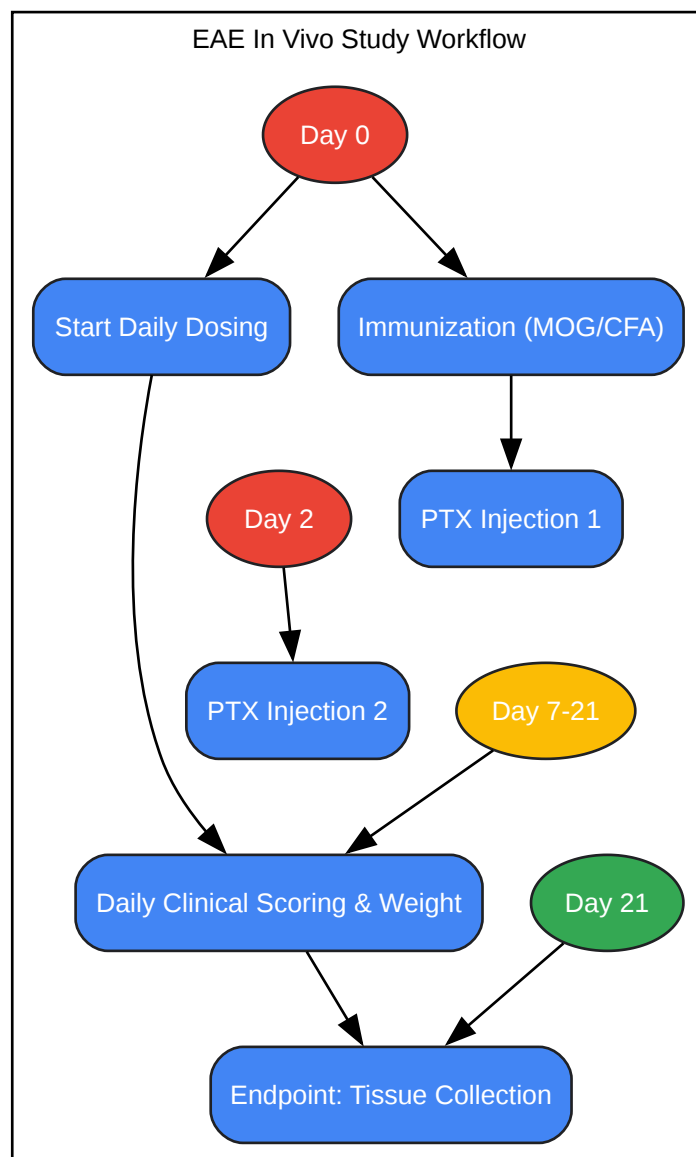 EAE In Vivo Study Workflow
Day 0
Start Daily Dosing
Immunization (MOG/CFA)
Day 2
PTX Injection 1
PTX Injection 2
Day 7-21
Daily Clinical Scoring & Weight
Day 21
Endpoint: Tissue Collection